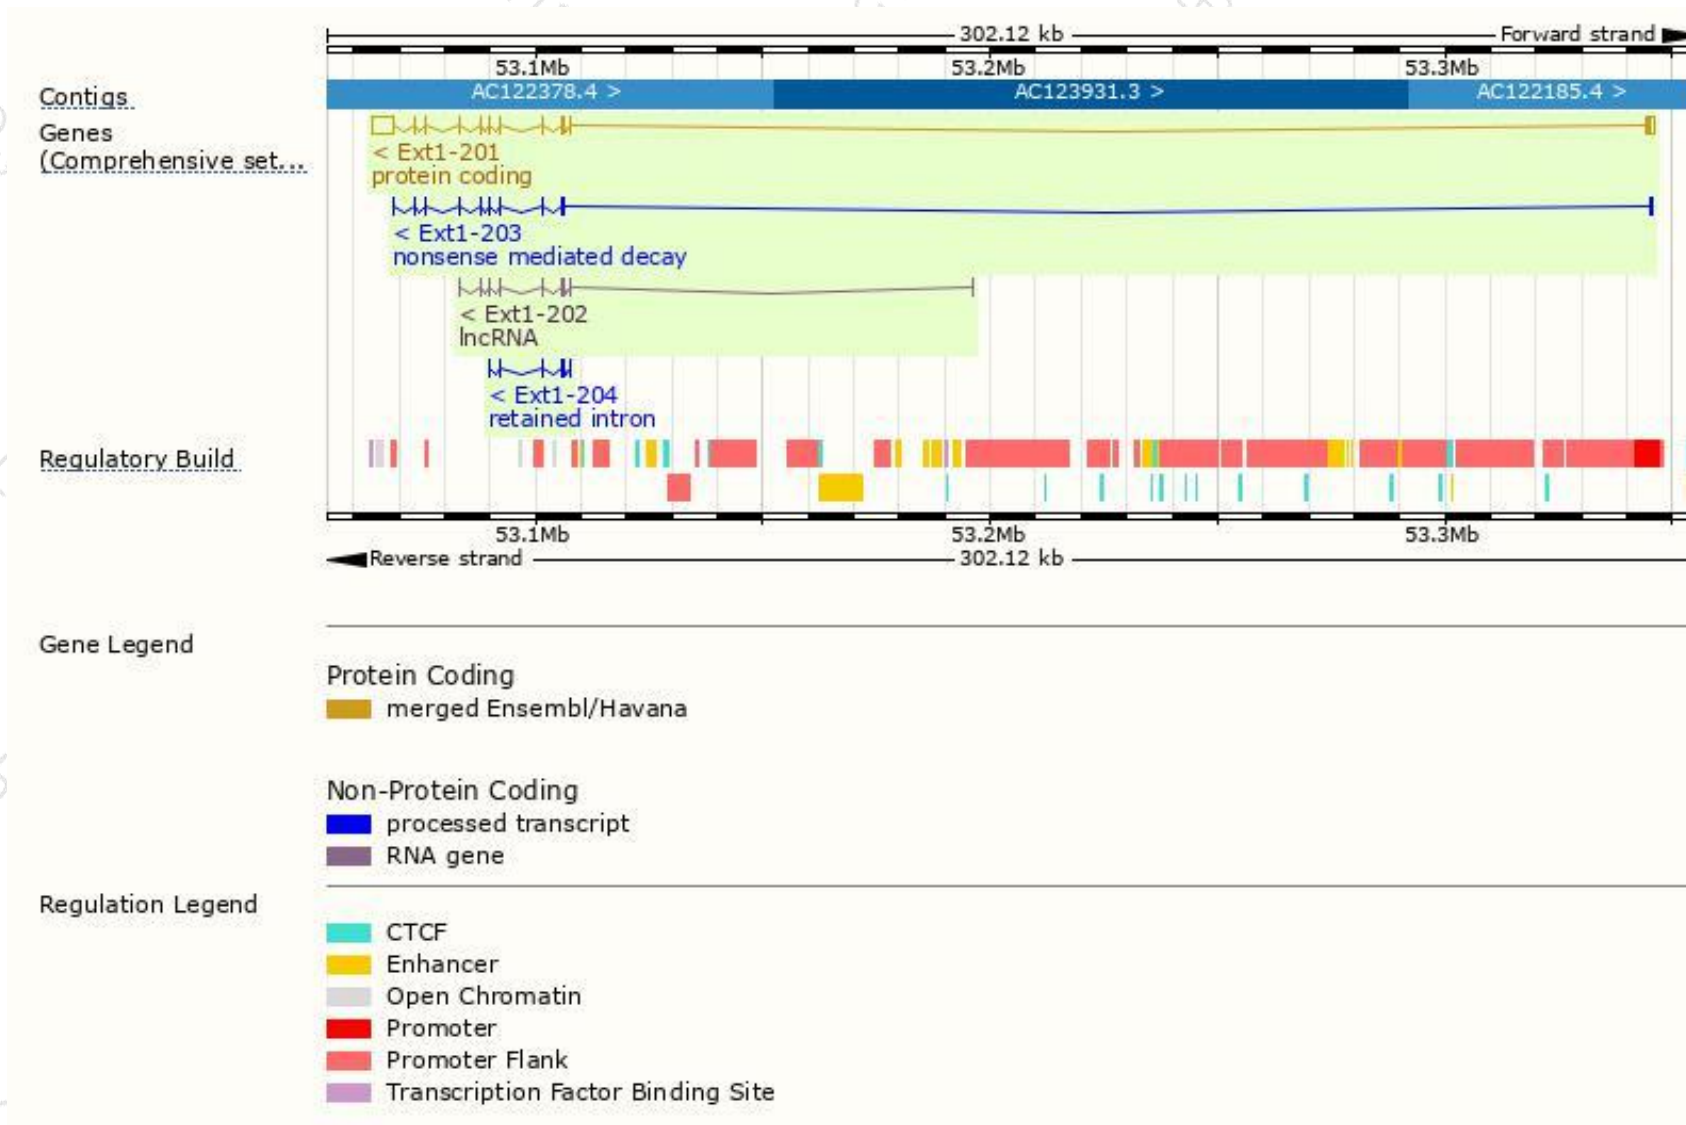 302.12 kb Forward strand
53.1Mb 53.2Mb 53.3Mb
Contigs AC122378.4 > AC123931.3 > AC122185.4 >
Genes
(Comprehensive set...
< Ext1-201
protein coding
< Ext1-203
nonsense mediated decay
< Ext1-202
lncRNA
< Ext1-204
retained intron
Regulatory Build
53.1Mb 53.2Mb 53.3Mb
Reverse strand 302.12 kb
Gene Legend
Protein Coding
merged Ensembl/Havana
Non-Protein Coding
processed transcript
RNA gene
Regulation Legend
CTCF
Enhancer
Open Chromatin
Promoter
Promoter Flank
Transcription Factor Binding Site